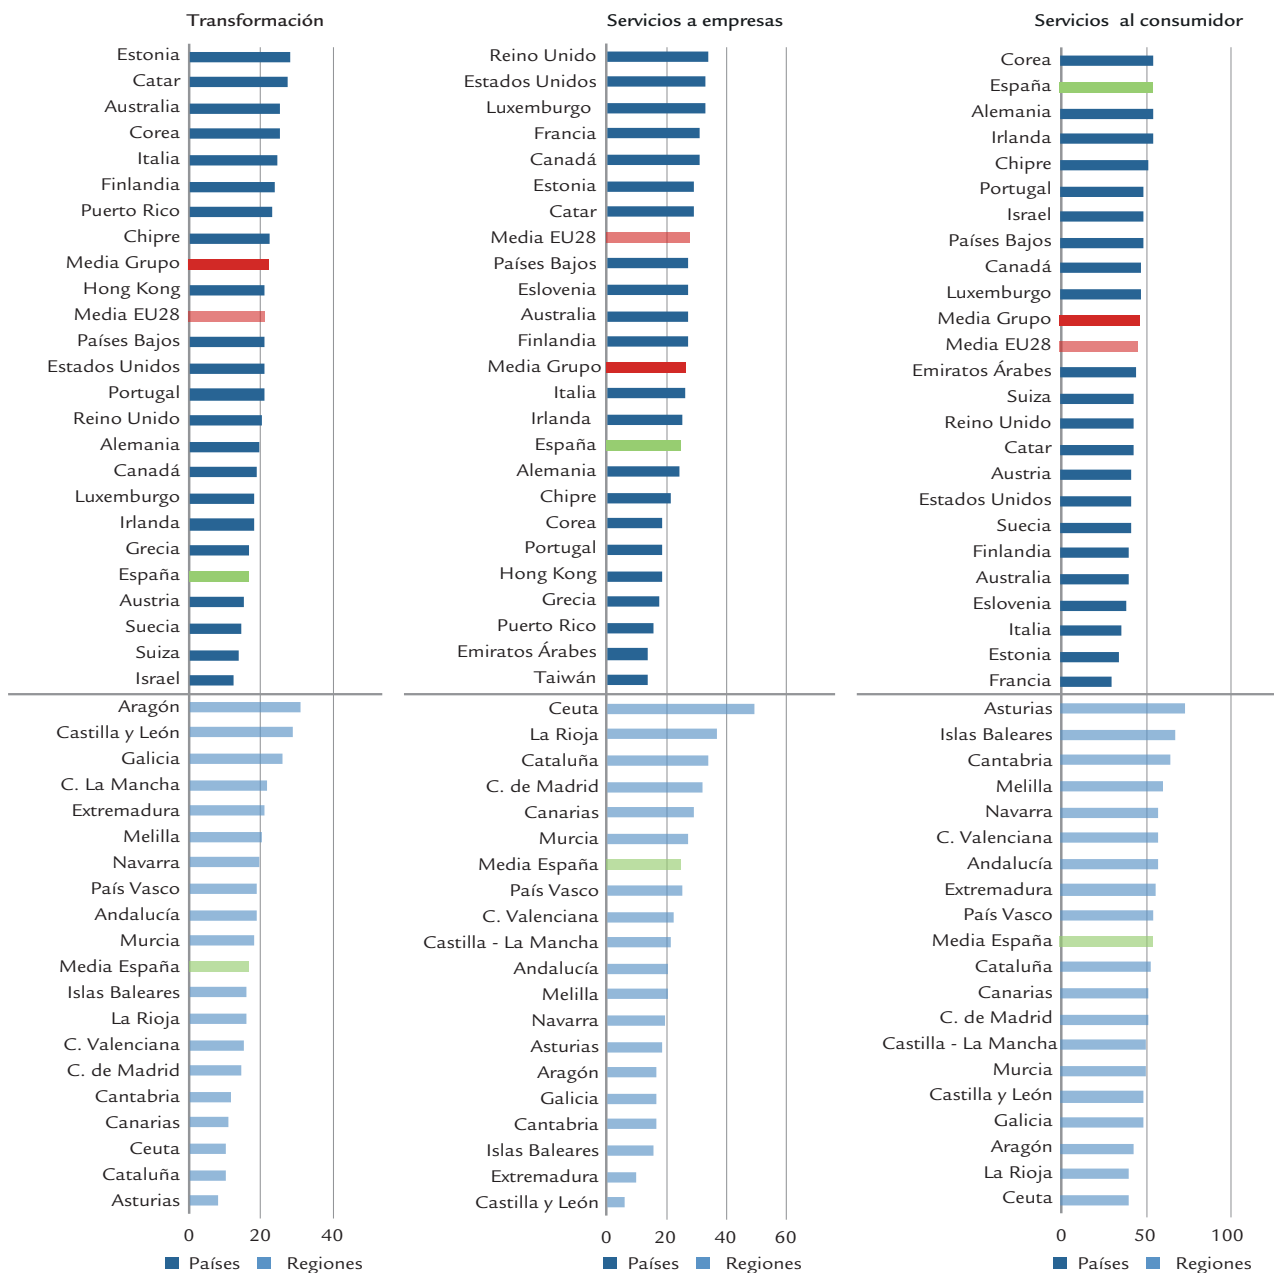 Transformación
Estonia
Catar
Australia
Corea
Italia
Finlandia
Puerto Rico
Chipre
Media Grupo
Hong Kong
Media EU28
Países Bajos
Estados Unidos
Portugal
Reino Unido
Alemania
Canadá
Luxemburgo
Irlanda
Grecia
España
Austria
Suecia
Suiza
Israel
Aragón
Castilla y León
Galicia
C. La Mancha
Extremadura
Melilla
Navarra
País Vasco
Andalucía
Murcia
Media España
Islas Baleares
La Rioja
C. Valenciana
C. de Madrid
Cantabria
Canarias
Ceuta
Cataluña
Asturias
0 20 40
Países Regiones
Servicios a empresas
Reino Unido
Estados Unidos
Luxemburgo
Francia
Canadá
Estonia
Catar
Media EU28
Países Bajos
Eslovenia
Australia
Finlandia
Media Grupo
Italia
Irlanda
España
Alemania
Chipre
Corea
Portugal
Hong Kong
Grecia
Puerto Rico
Emiratos Árabes
Taiwán
Ceuta
La Rioja
Cataluña
C. de Madrid
Canarias
Murcia
Media España
País Vasco
C. Valenciana
Castilla - La Mancha
Andalucía
Melilla
Navarra
Asturias
Aragón
Galicia
Cantabria
Islas Baleares
Extremadura
Castilla y León
0 20 40 60
Países Regiones
Servicios al consumidor
Corea
España
Alemania
Irlanda
Chipre
Portugal
Israel
Países Bajos
Canadá
Luxemburgo
Media Grupo
Media EU28
Emiratos Árabes
Suiza
Reino Unido
Catar
Austria
Estados Unidos
Suecia
Finlandia
Australia
Eslovenia
Italia
Estonia
Francia
Asturias
Islas Baleares
Cantabria
Melilla
Navarra
C. Valenciana
Andalucía
Extremadura
País Vasco
Media España
Cataluña
Canarias
C. de Madrid
Castilla - La Mancha
Murcia
Castilla y León
Galicia
Aragón
La Rioja
Ceuta
0 50 100
Países Regiones